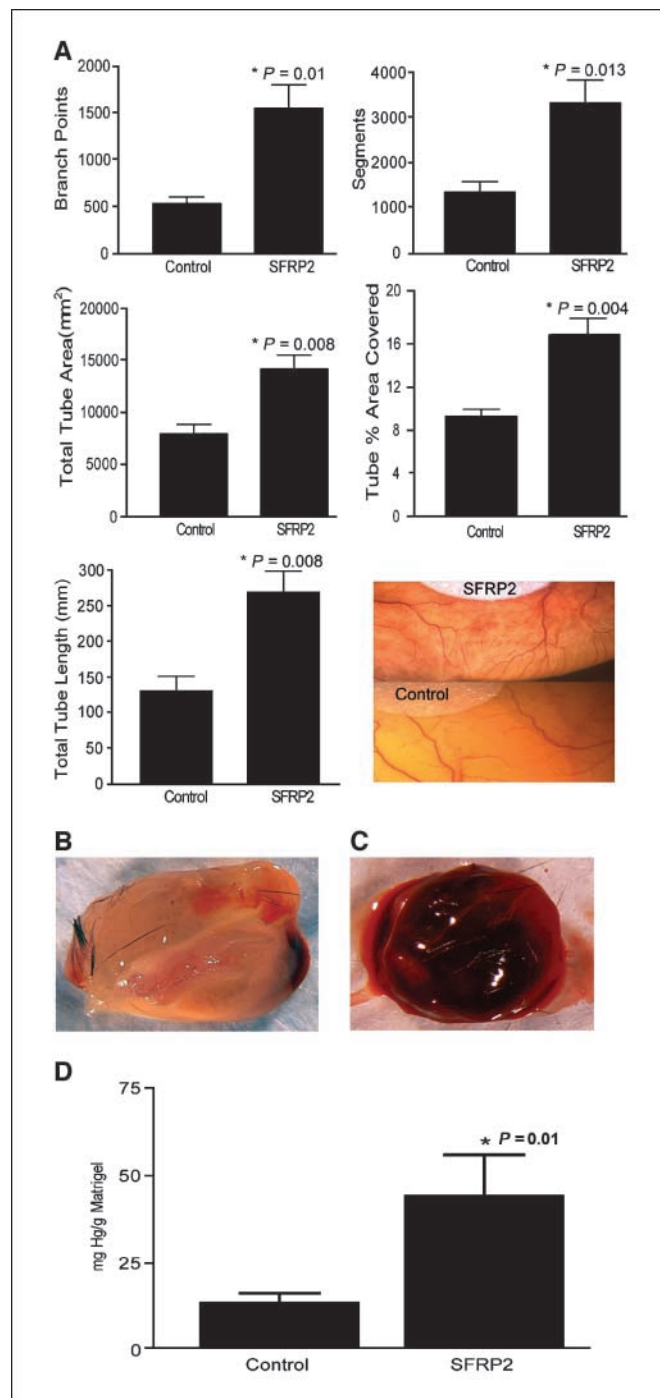 A
Branch Points
2000
1500
1000
500
0
* P = 0.01
Control
SFRP2
Segments
4000
3000
2000
1000
0
* P = 0.013
Control
SFRP2
Total Tube Area(mm²)
20000
15000
10000
5000
0
* P = 0.008
Control
SFRP2
Tube % Area Covered
20
16
12
8
4
0
* P = 0.004
Control
SFRP2
Total Tube Length (mm)
300
250
200
150
100
50
0
* P = 0.008
Control
SFRP2
SFRP2
Control
B
C
D
mg Hg/g Matrigel
75
50
25
0
* P = 0.01
Control
SFRP2